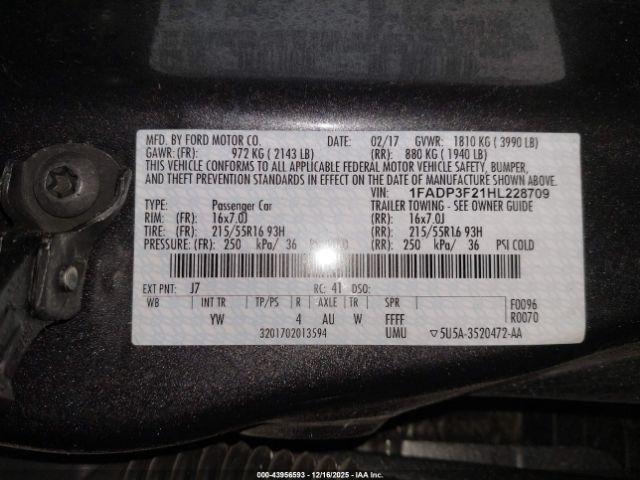 MFD. BY FORD MOTOR CO. DATE: 02/17 GVWR: 1810 KG ( 3990 LB)
GAWR: (FR): 972 KG ( 2143 LB) (RR): 880 KG ( 1940 LB)
THIS VEHICLE CONFORMS TO ALL APPLICABLE FEDERAL MOTOR VEHICLE SAFETY, BUMPER,
AND THEFT PREVENTION STANDARDS IN EFFECT ON THE DATE OF MANUFACTURE SHOWN ABOVE.
VIN: 1FADP3F21HL228709
TYPE: Passenger Car TRAILER TOWING - SEE OWNER GUIDE
RIM: (FR): 16x7.0J (RR): 16x7.0J
TIRE: (FR): 215/55R16 93H (RR): 215/55R16 93H
PRESSURE: (FR): 250 kPa/ 36 (RR): 250 kPa/ 36 PSI COLD
EXT PNT: J7 RC: 41 DSO:
WB INT TR TP/PS R AXLE TR SPR F0096
YW 4 AU W FFFF R0070
3201702013594 UMU ▽5U5A-3520472-AA
000-43956593 - 12/16/2025 - IAA Inc.